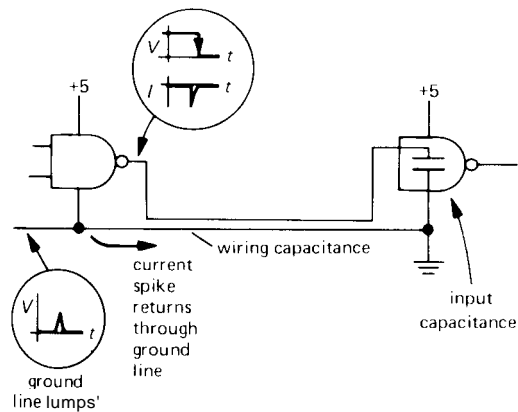 V
t
I
t
+5
+5
wiring capacitance
current
spike
returns
through
ground
line
input
capacitance
V
t
ground
line lumps'